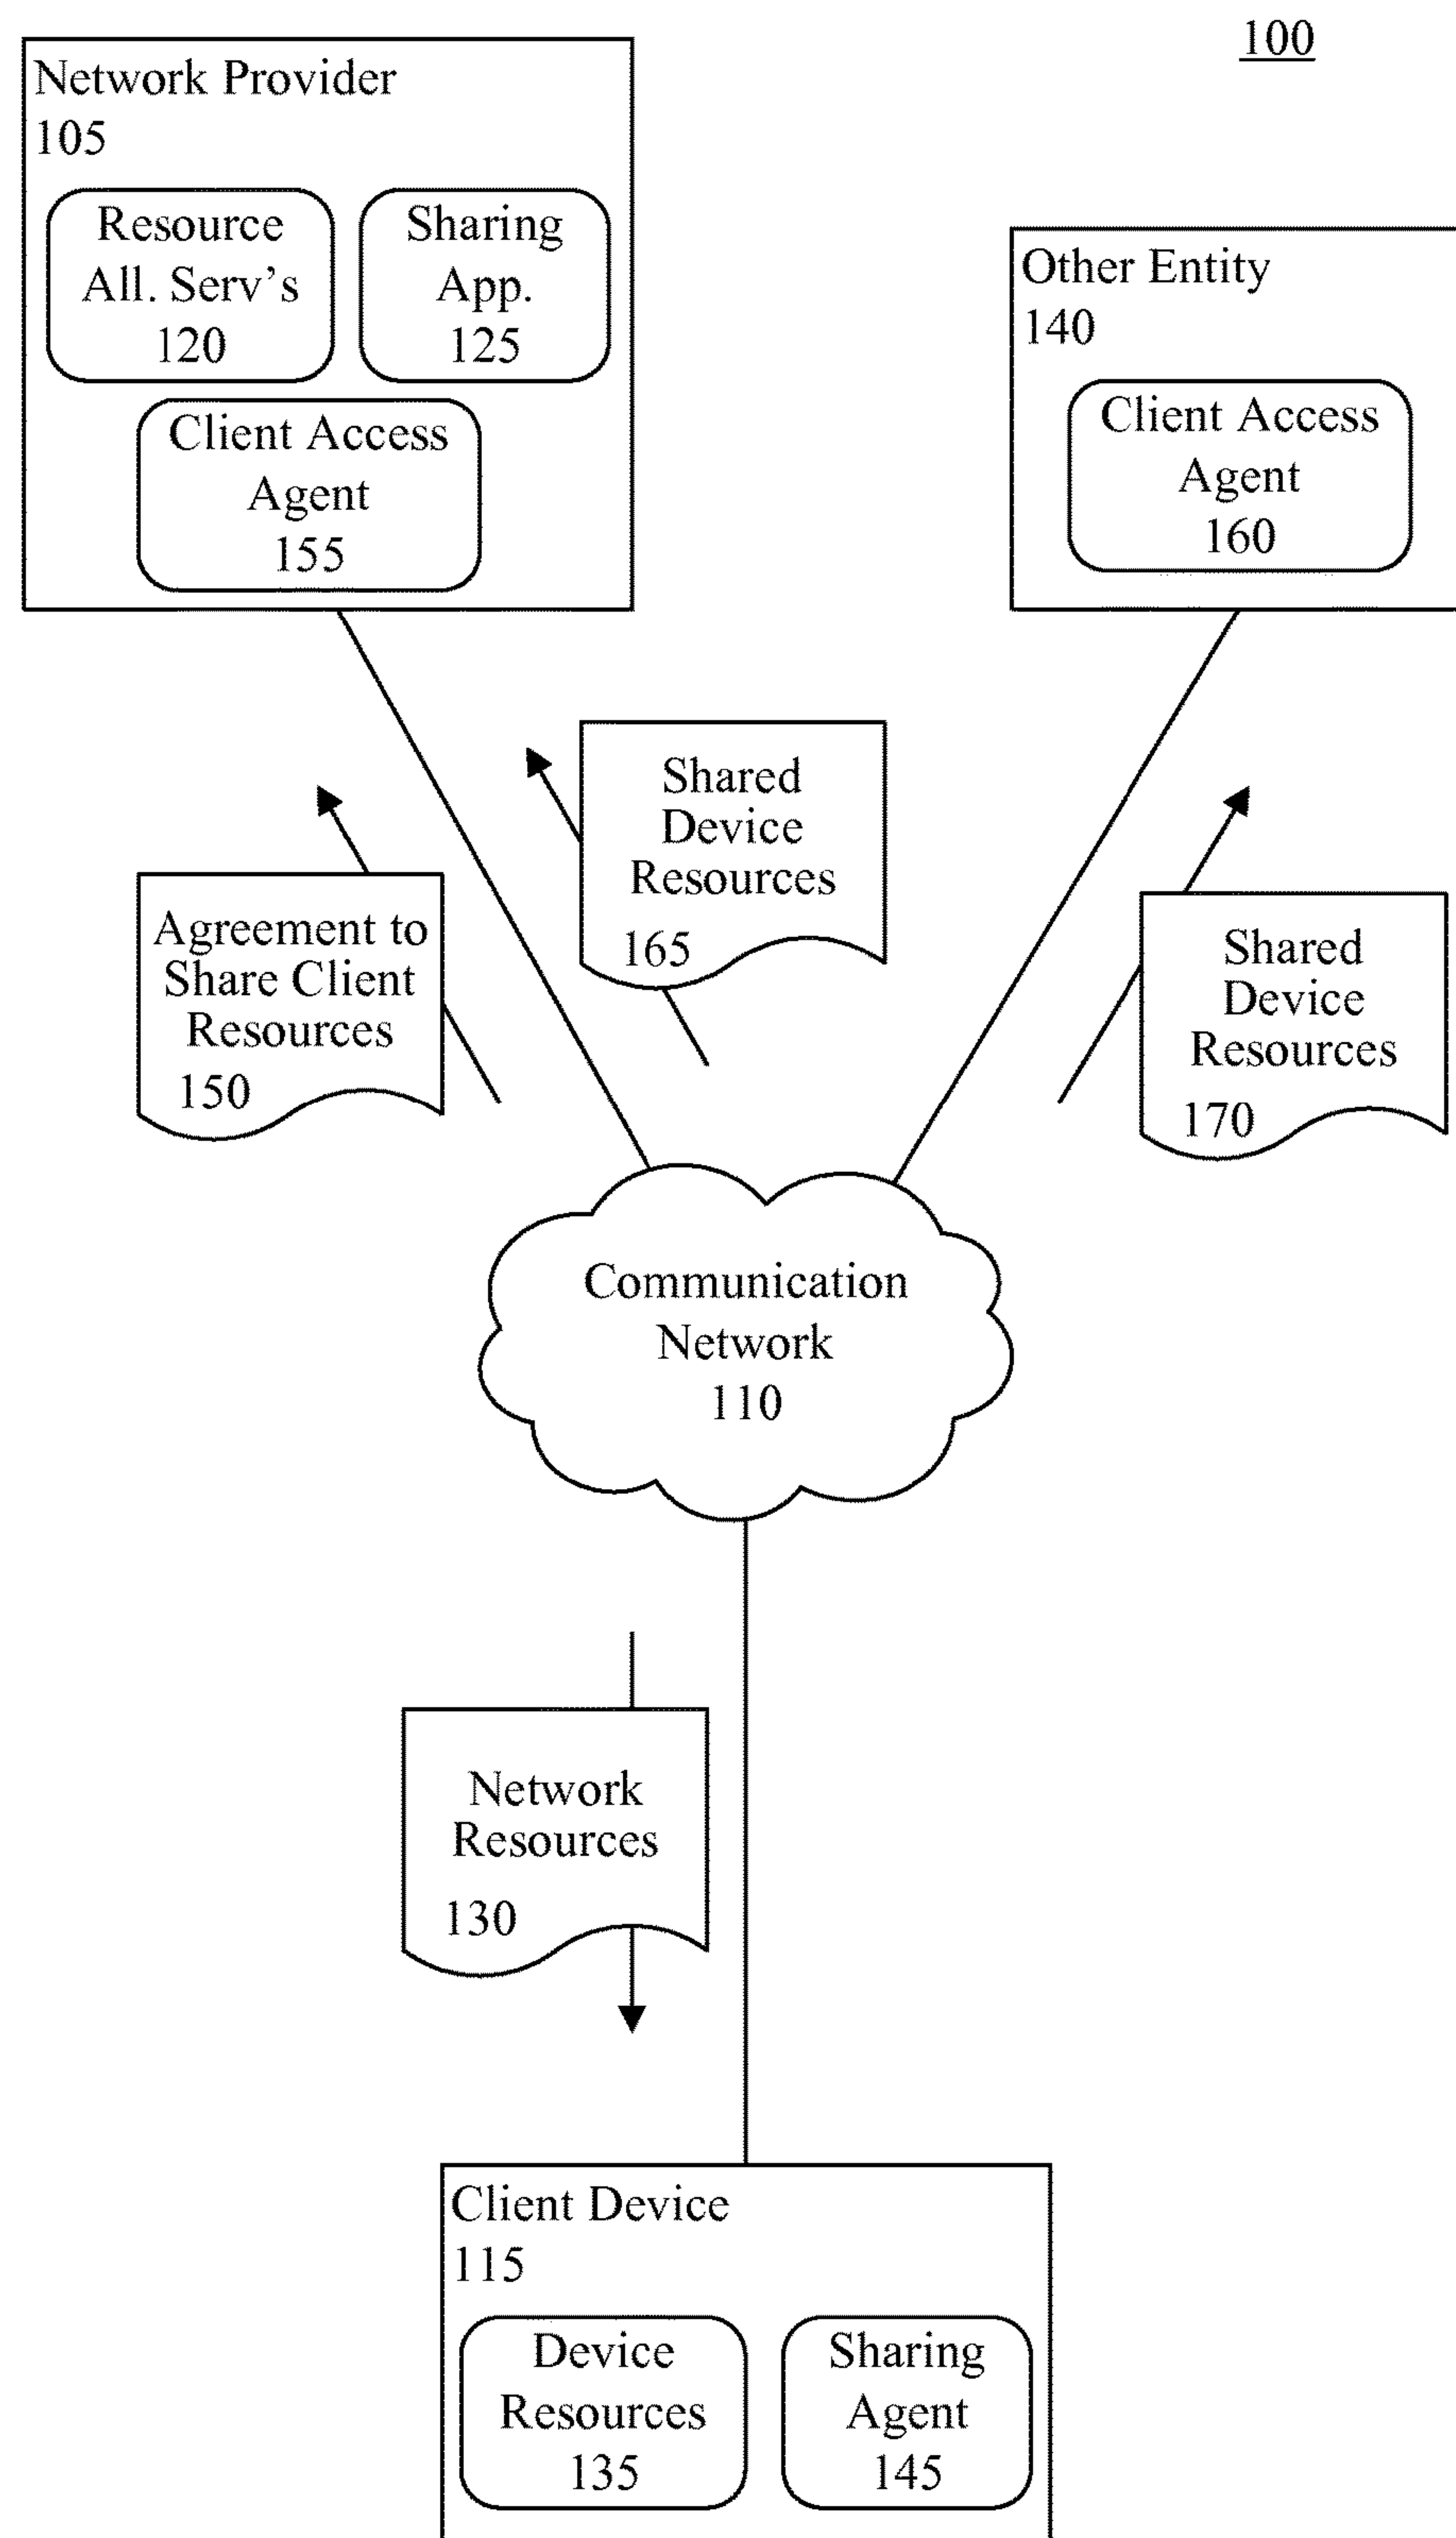 100
Network Provider
105
Resource
All. Serv's
120
Sharing
App.
125
Client Access
Agent
155
Other Entity
140
Client Access
Agent
160
Shared
Device
Resources
165
Agreement to
Share Client
Resources
150
Shared
Device
Resources
170
Communication
Network
110
Network
Resources
130
Client Device
115
Device
Resources
135
Sharing
Agent
145